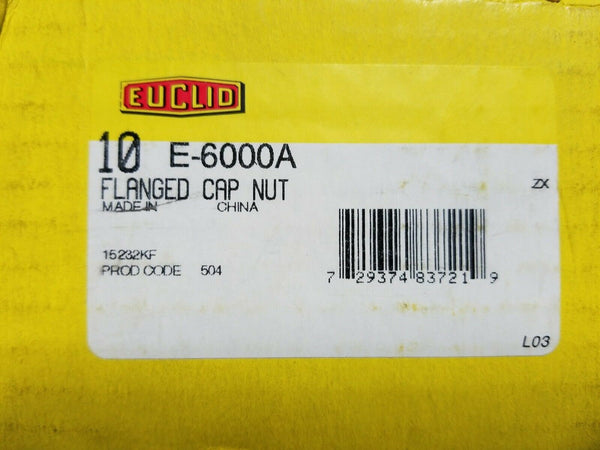 EUCLID
10 E-6000A
FLANGED CAP NUT
ZX
MADE IN CHINA
15232KF
PROD CODE 504
7 29374 83721 9
L03